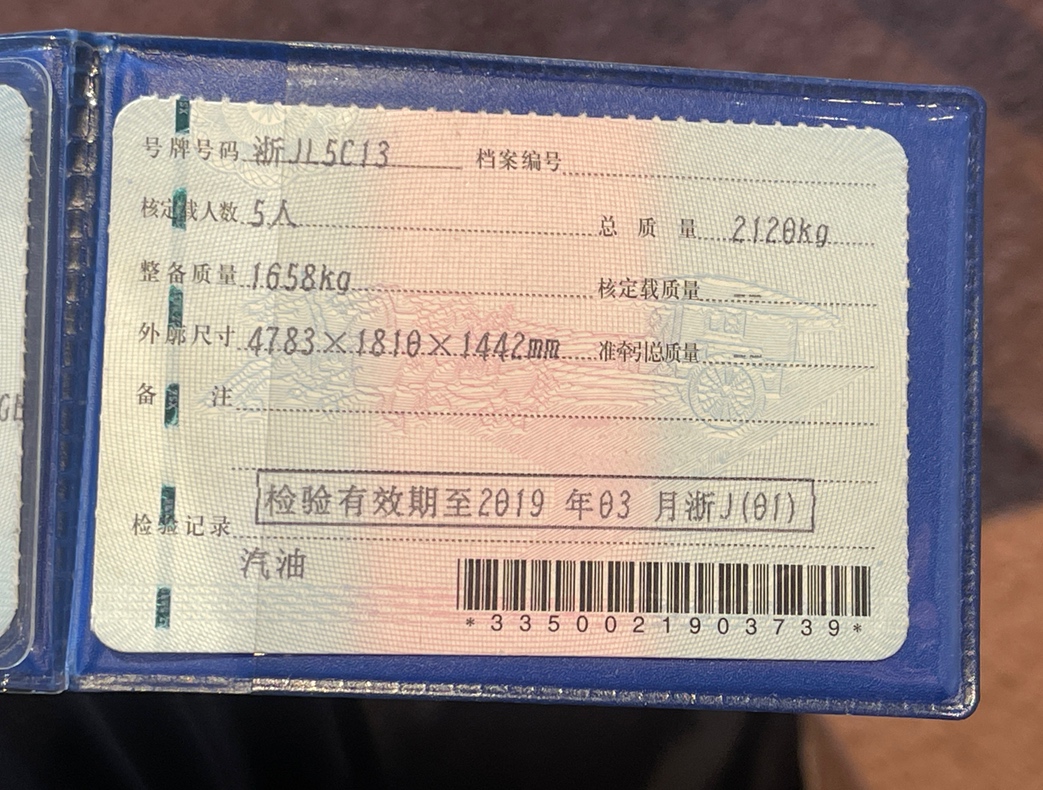 号牌号码 浙JL5C13 档案编号
核定载人数 5人 总质量 2120kg
整备质量 1658kg 核定载质量 --
外廓尺寸 4783×1810×1442mm 准牵引总质量 --
备注
检验记录 检验有效期至2019年03月浙J(01)
汽油
*3350021903739*